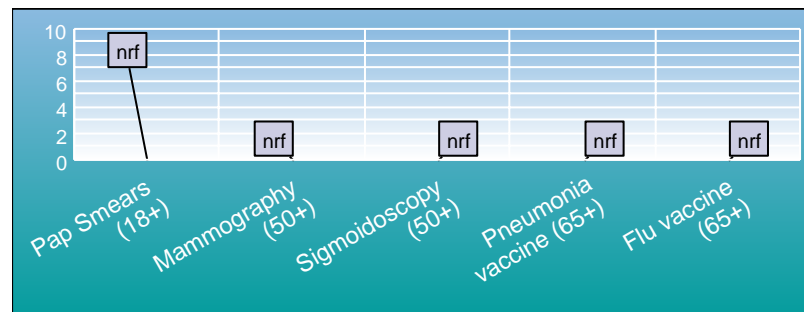 10
8
6
4
2
0
nrf
nrf
nrf
nrf
nrf
Pap Smears
(18+)
Mammography
(50+)
Sigmoidoscopy
(50+)
Pneumonia
vaccine (65+)
Flu vaccine
(65+)